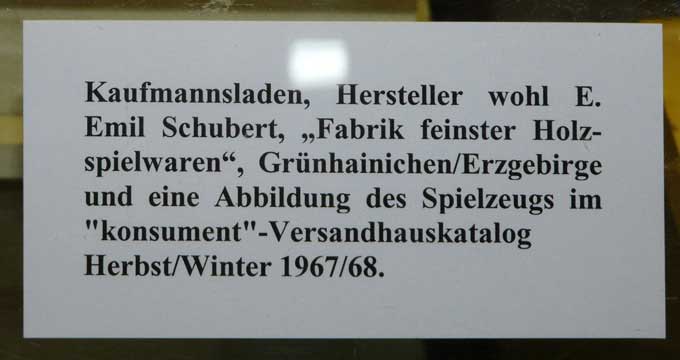 Kaufmannsladen, Hersteller wohl E.
Emil Schubert, „Fabrik feinster Holz-
spielwaren“, Grünhainichen/Erzgebirge
und eine Abbildung des Spielzeugs im
"konsument"-Versandhauskatalog
Herbst/Winter 1967/68.